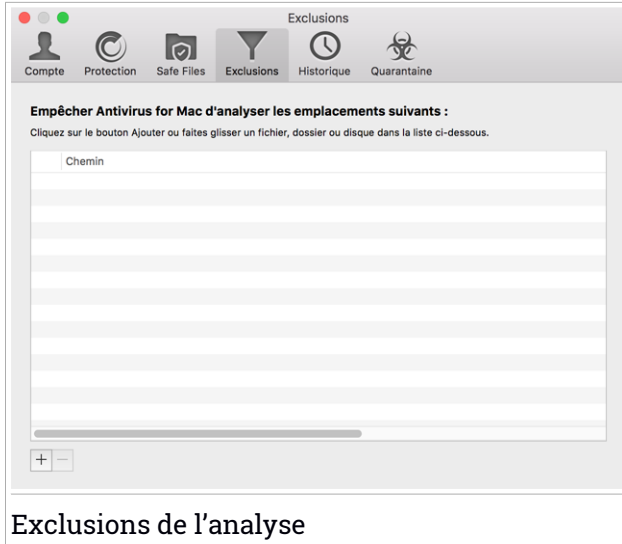 Exclusions
Compte Protection Safe Files Exclusions Historique Quarantaine
Empêcher Antivirus for Mac d'analyser les emplacements suivants :
Cliquez sur le bouton Ajouter ou faites glisser un fichier, dossier ou disque dans la liste ci-dessous.
Chemin
Exclusions de l’analyse